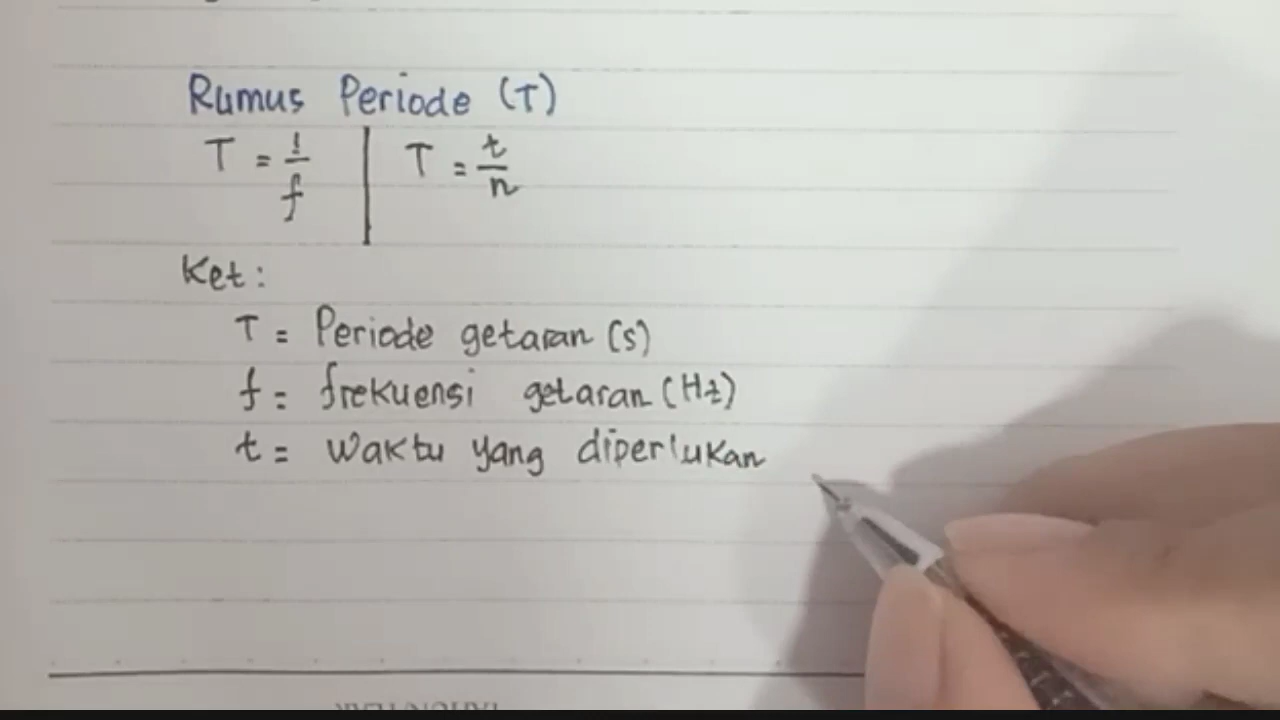 Rumus Periode (T)
T = 1/f | T = t/n
Ket:
T = Periode getaran (s)
f = frekuensi getaran (Hz)
t = waktu yang diperlukan